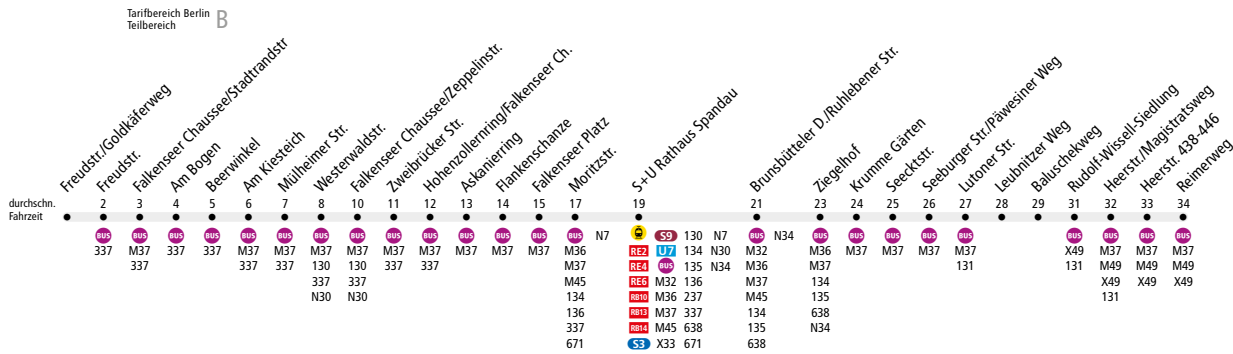 Tarifbereich Berlin
Teilbereich
B
Freudstr./Goldkäferweg
Freudstr.
Falkenseer Chaussee/Stadtrandstr
Am Bogen
Beerwinkel
Am Kiesteich
Mülheimer Str.
Westerwaldstr.
Falkenseer Chaussee/Zeppelinstr.
Zweibrücker Str.
Hohenzollernring/Falkenseer Ch.
Askanierring
Flankenschanze
Falkenseer Platz
Moritzstr.
S+U Rathaus Spandau
Brunsbütteler D./Ruhlebener Str.
Ziegelhof
Krumme Gärten
Seecktstr.
Seeburger Str./Päwesiner Weg
Lutoner Str.
Leubnitzer Weg
Baluschekweg
Rudolf-Wissell-Siedlung
Heerstr./Magistratsweg
Heerstr. 438-446
Reimerweg
durchschn. 2 3 4 5 6 7 8 10 11 12 13 14 15 17 19 21 23 24 25 26 27 28 29 31 32 33 34
Fahrzeit
BUS BUS BUS BUS BUS BUS BUS BUS BUS BUS BUS BUS BUS BUS N7 S9 130 N7 BUS N34 BUS BUS BUS BUS BUS BUS BUS BUS BUS
337 M37 337 337 M37 M37 M37 M37 M37 M37 M37 M37 M37 M36 RE2 U7 134 N30 M32 M36 M37 M37 M37 M37 X49 M37 M37 M37
337 337 337 130 130 337 337 M37 RE4 BUS 135 N34 M36 M37 131 131 M49 M49 M49
337 337 M45 RE6 M32 136 M37 134 X49 X49 X49
N30 N30 134 RB10 M36 237 M45 135 131
136 RB13 M37 337 134 638
337 RB14 M45 638 135 N34
671 S3 X33 671 638